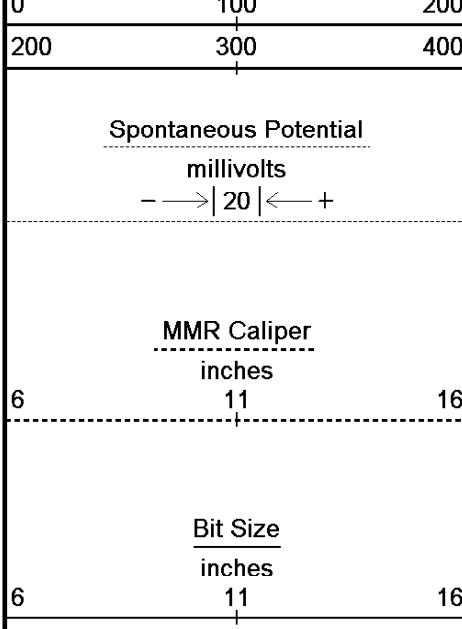 0 100 200
200 300 400
Spontaneous Potential
millivolts
− → | 20 | ← +
MMR Caliper
inches
6 11 16
Bit Size
inches
6 11 16